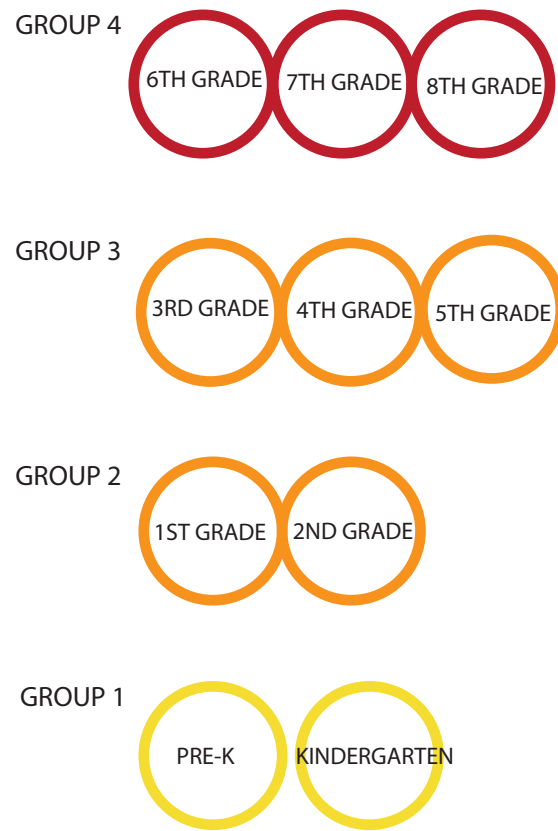 GROUP 4
6TH GRADE 7TH GRADE 8TH GRADE
GROUP 3
3RD GRADE 4TH GRADE 5TH GRADE
GROUP 2
1ST GRADE 2ND GRADE
GROUP 1
PRE-K KINDERGARTEN